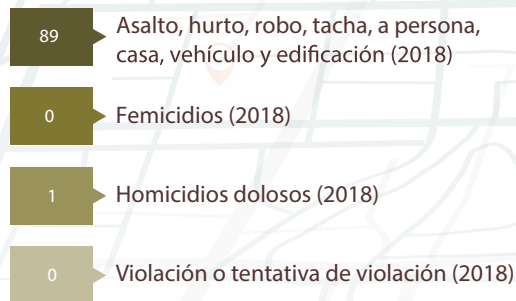 89
Asalto, hurto, robo, tacha, a persona,
casa, vehículo y edificación (2018)
0
Femicidios (2018)
1
Homicidios dolosos (2018)
0
Violación o tentativa de violación (2018)